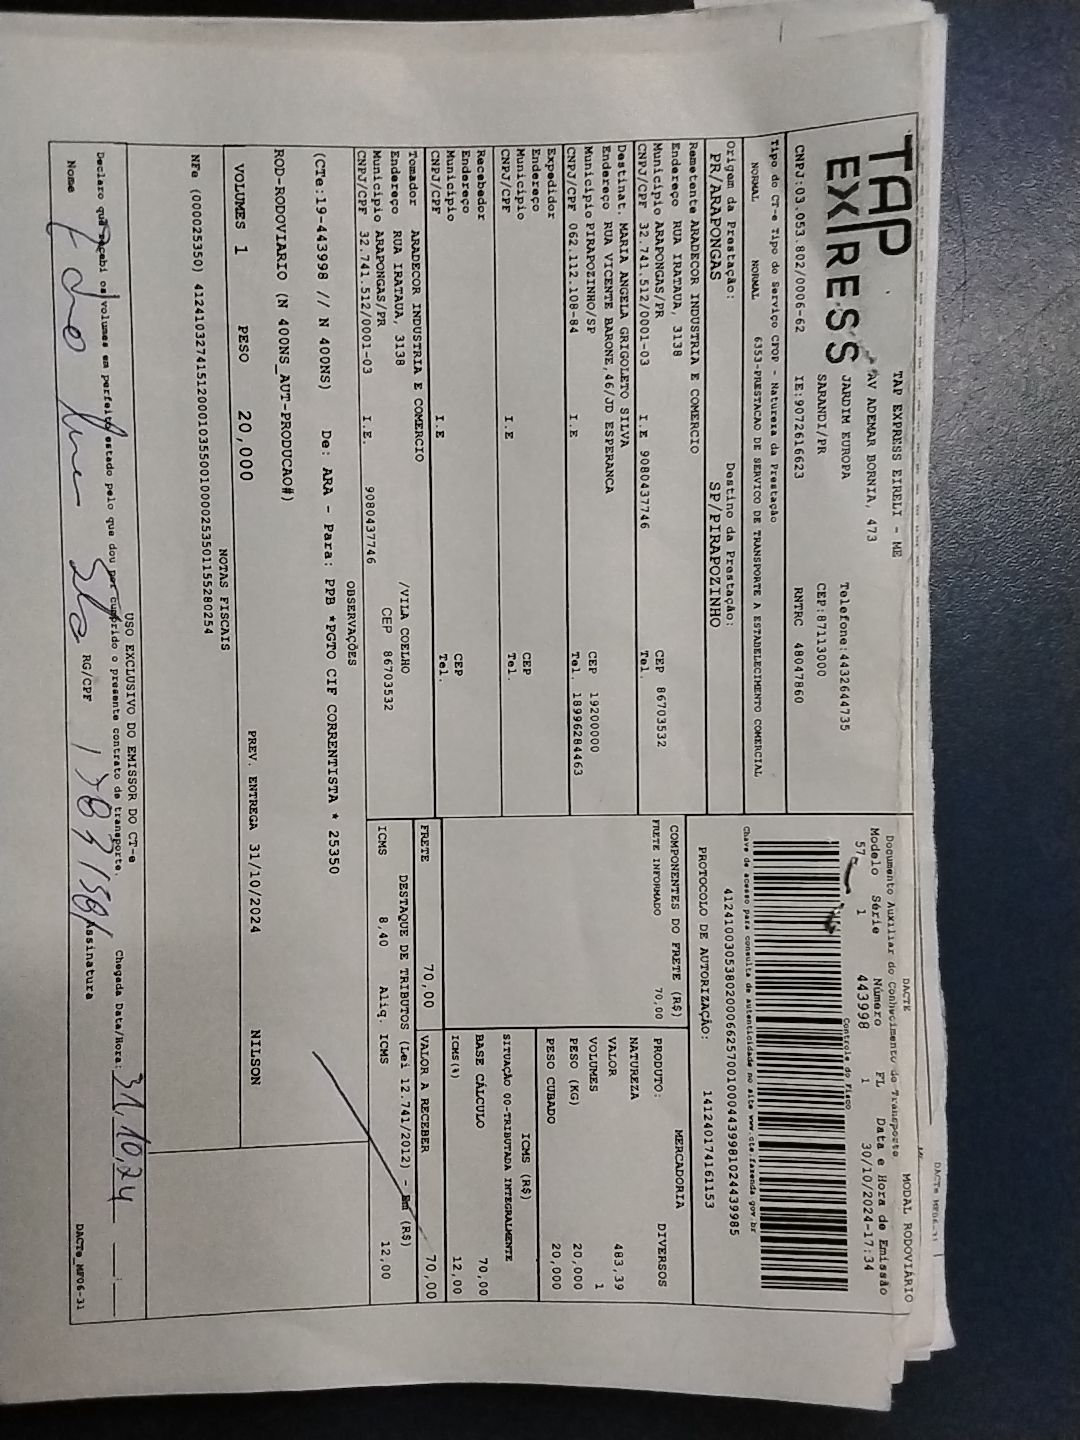 TAP
EXPRESS
TAP EXPRESS EIRELI - ME
AV ADEMAR BORNIA, 473
JARDIM EUROPA
Telefone:4432644735
SARANDI/PR
CEP:87113000
CNPJ:03.053.802/0006-62
IE:9072616623
RNTRC 48047860
DACTE MODAL RODOVIÁRIO
Documento Auxiliar do Conhecimento de Transporte
Modelo Série Número FL Data e Hora de Emissão
57 1 443998 1 30/10/2024-17:34
Controle do Fisco
Chave de acesso para consulta de autenticidade no site www.cte.fazenda.gov.br
41241003053802000662570010004439981024439985
PROTOCOLO DE AUTORIZAÇÃO: 141240174161153
Tipo do CT-e Tipo do Serviço CFOP - Natureza da Prestação
NORMAL NORMAL 6353-PRESTACAO DE SERVICO DE TRANSPORTE A ESTABELECIMENTO COMERCIAL
Origem da Prestação: Destino da Prestação:
PR/ARAPONGAS SP/PIRAPOZINHO
Remetente ARADECOR INDUSTRIA E COMERCIO
Endereço RUA IRATAUA, 3138
Município ARAPONGAS/PR CEP 86703532
CNPJ/CPF 32.741.512/0001-03 I.E 9080437746 Tel.
Destinat. MARIA ANGELA GRIGOLETO SILVA
Endereço RUA VICENTE BARONE,46/JD ESPERANCA
Município PIRAPOZINHO/SP CEP 19200000
CNPJ/CPF 062.112.108-84 I.E Tel. 18996284463
Expedidor
Endereço
Município CEP
CNPJ/CPF I.E Tel.
Recebedor
Endereço
Município CEP
CNPJ/CPF I.E Tel.
Tomador ARADECOR INDUSTRIA E COMERCIO
Endereço RUA IRATAUA, 3138 /VILA COELHO
Município ARAPONGAS/PR CEP 86703532
CNPJ/CPF 32.741.512/0001-03 I.E. 9080437746
COMPONENTES DO FRETE (R$)
FRETE INFORMADO 70,00
PRODUTO: MERCADORIA
NATUREZA DIVERSOS
VALOR 483,39
VOLUMES 1
PESO (KG) 20,000
PESO CUBADO 20,000
ICMS (R$)
SITUAÇÃO 00-TRIBUTADA INTEGRALMENTE
BASE CÁLCULO 70,00
ICMS(%) 12,00
FRETE 70,00 VALOR A RECEBER 70,00
DESTAQUE DE TRIBUTOS (Lei 12.741/2012) - Em (R$)
ICMS 8,40 Aliq. ICMS 12,00
OBSERVAÇÕES
(CTe:19-443998 // N 400NS) De: ARA - Para: PPB *PGTO CIF CORRENTISTA * 25350
ROD-RODOVIARIO (N 400NS_AUT-PRODUCAO#)
VOLUMES 1 PESO 20,000 PREV. ENTREGA 31/10/2024 NILSON
NOTAS FISCAIS
NFe (000025350) 41241032741512000103550010000253501155280254
USO EXCLUSIVO DO EMISSOR DO CT-e
Declaro que recebi os volumes em perfeito estado pelo que dou por cumprido o presente contrato de transporte.
Chegada Data/Hora: 31,10,24
Nome RG/CPF Assinatura
DACTe_MF06-31